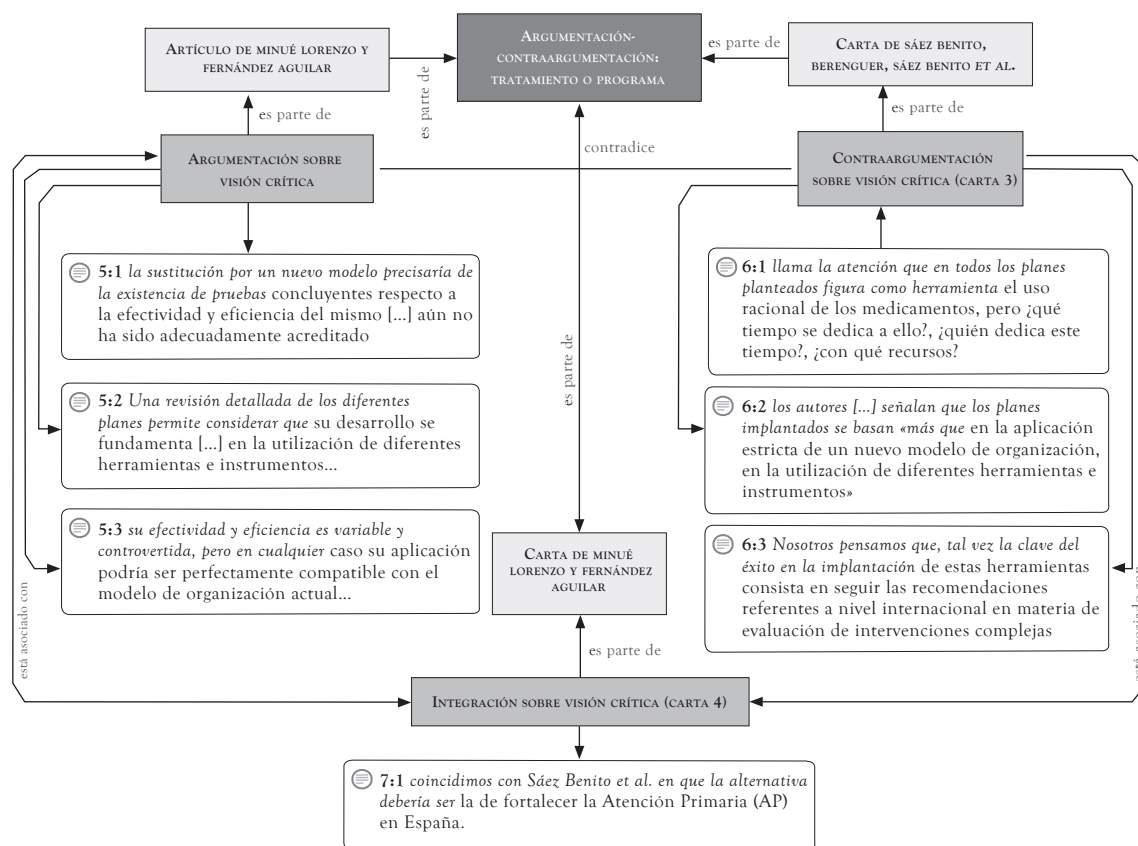 Artículo de Minué Lorenzo y
Fernández Aguilar
es parte de
Argumentación-
contraargumentación:
tratamiento o programa
es parte de
Carta de Sáez Benito,
Berenguer, Sáez Benito et al.
es parte de
es parte de
contradice
es parte de
Argumentación sobre
visión crítica
Contraargumentación
sobre visión crítica (carta 3)
5:1 la sustitución por un nuevo modelo precisaría de
la existencia de pruebas concluyentes respecto a
la efectividad y eficiencia del mismo [...] aún no
ha sido adecuadamente acreditado
6:1 llama la atención que en todos los planes
planteados figura como herramienta el uso
racional de los medicamentos, pero ¿qué
tiempo se dedica a ello?, ¿quién dedica este
tiempo?, ¿con qué recursos?
es parte de
5:2 Una revisión detallada de los diferentes
planes permite considerar que su desarrollo se
fundamenta [...] en la utilización de diferentes
herramientas e instrumentos...
6:2 los autores [...] señalan que los planes
implantados se basan «más que en la aplicación
estricta de un nuevo modelo de organización,
en la utilización de diferentes herramientas e
instrumentos»
5:3 su efectividad y eficiencia es variable y
controvertida, pero en cualquier caso su aplicación
podría ser perfectamente compatible con el
modelo de organización actual...
Carta de Minué
Lorenzo y Fernández
Aguilar
6:3 Nosotros pensamos que, tal vez la clave del
éxito en la implantación de estas herramientas
consista en seguir las recomendaciones
referentes a nivel internacional en materia de
evaluación de intervenciones complejas
está asociado con
está asociado con
es parte de
Integración sobre visión crítica (carta 4)
7:1 coincidimos con Sáez Benito et al. en que la alternativa
debería ser la de fortalecer la Atención Primaria (AP)
en España.